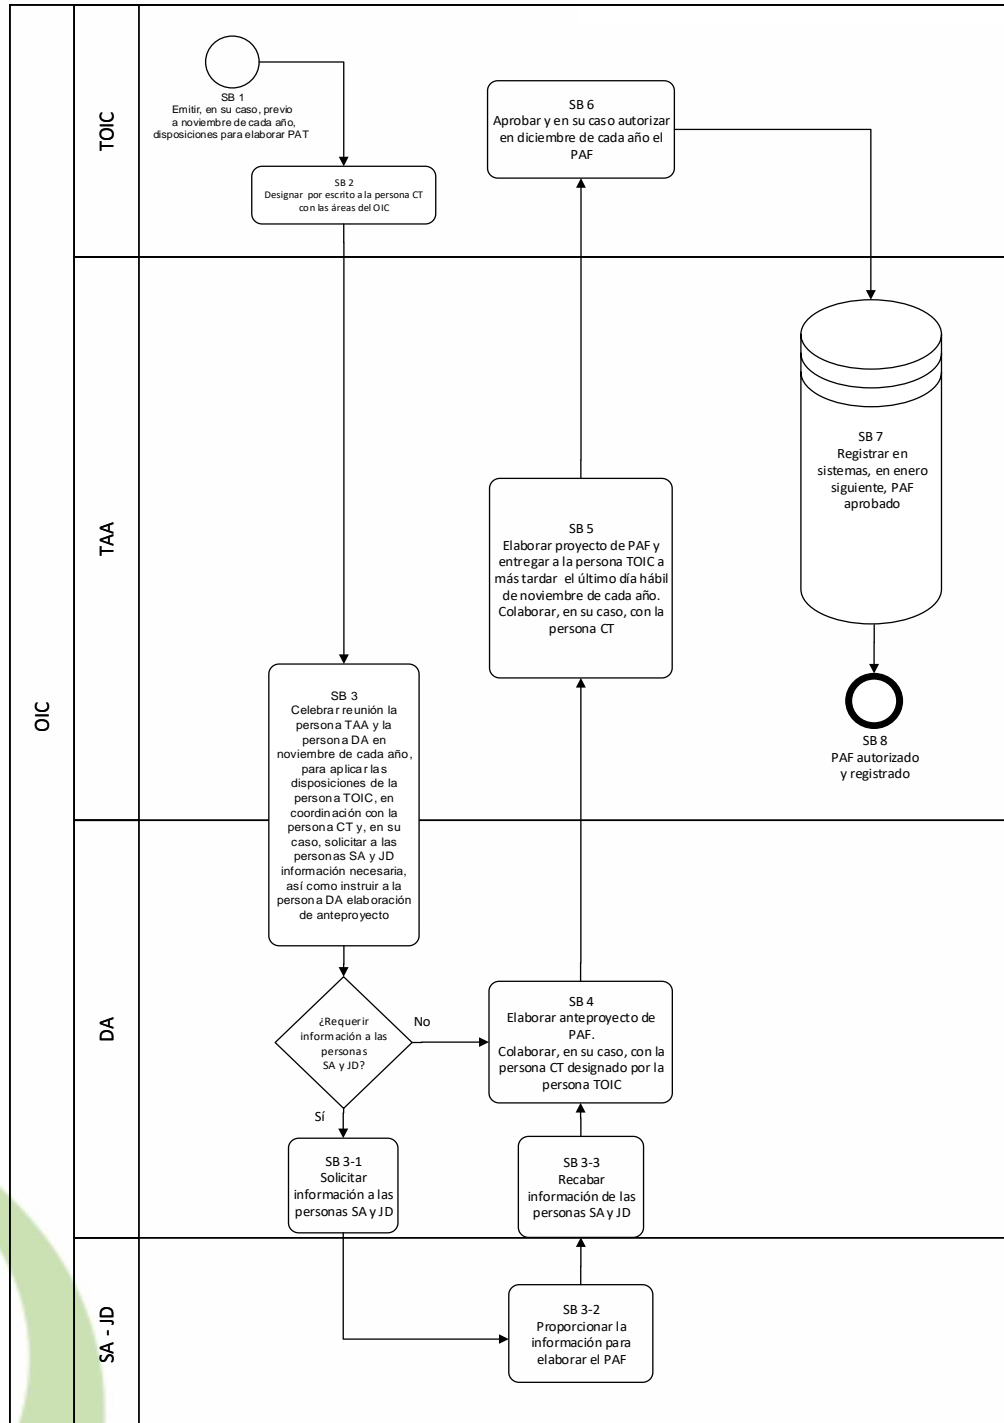 OIC
TOIC
SB 1
Emitir, en su caso, previo
a noviembre de cada año,
disposiciones para elaborar PAT
SB 2
Designar por escrito a la persona CT
con las áreas del OIC
SB 6
Aprobar y en su caso autorizar
en diciembre de cada año el
PAF
TAA
SB 3
Celebrar reunión la
persona TAA y la
persona DA en
noviembre de cada año,
para aplicar las
disposiciones de la
persona TOIC, en
coordinación con la
persona CT y, en su
caso, solicitar a las
personas SA y JD
información necesaria,
así como instruir a la
persona DA elaboración
de anteproyecto
SB 5
Elaborar proyecto de PAF y
entregar a la persona TOIC a
más tardar el último día hábil
de noviembre de cada año.
Colaborar, en su caso, con la
persona CT
SB 7
Registrar en
sistemas, en enero
siguiente, PAF
aprobado
SB 8
PAF autorizado
y registrado
DA
¿Requerir
información a las
personas
SA y JD?
No
Sí
SB 4
Elaborar anteproyecto de
PAF.
Colaborar, en su caso, con la
persona CT designado por la
persona TOIC
SB 3-1
Solicitar
información a las
personas SA y JD
SB 3-3
Recabar
información de las
personas SA y JD
SA - JD
SB 3-2
Proporcionar la
información para
elaborar el PAF